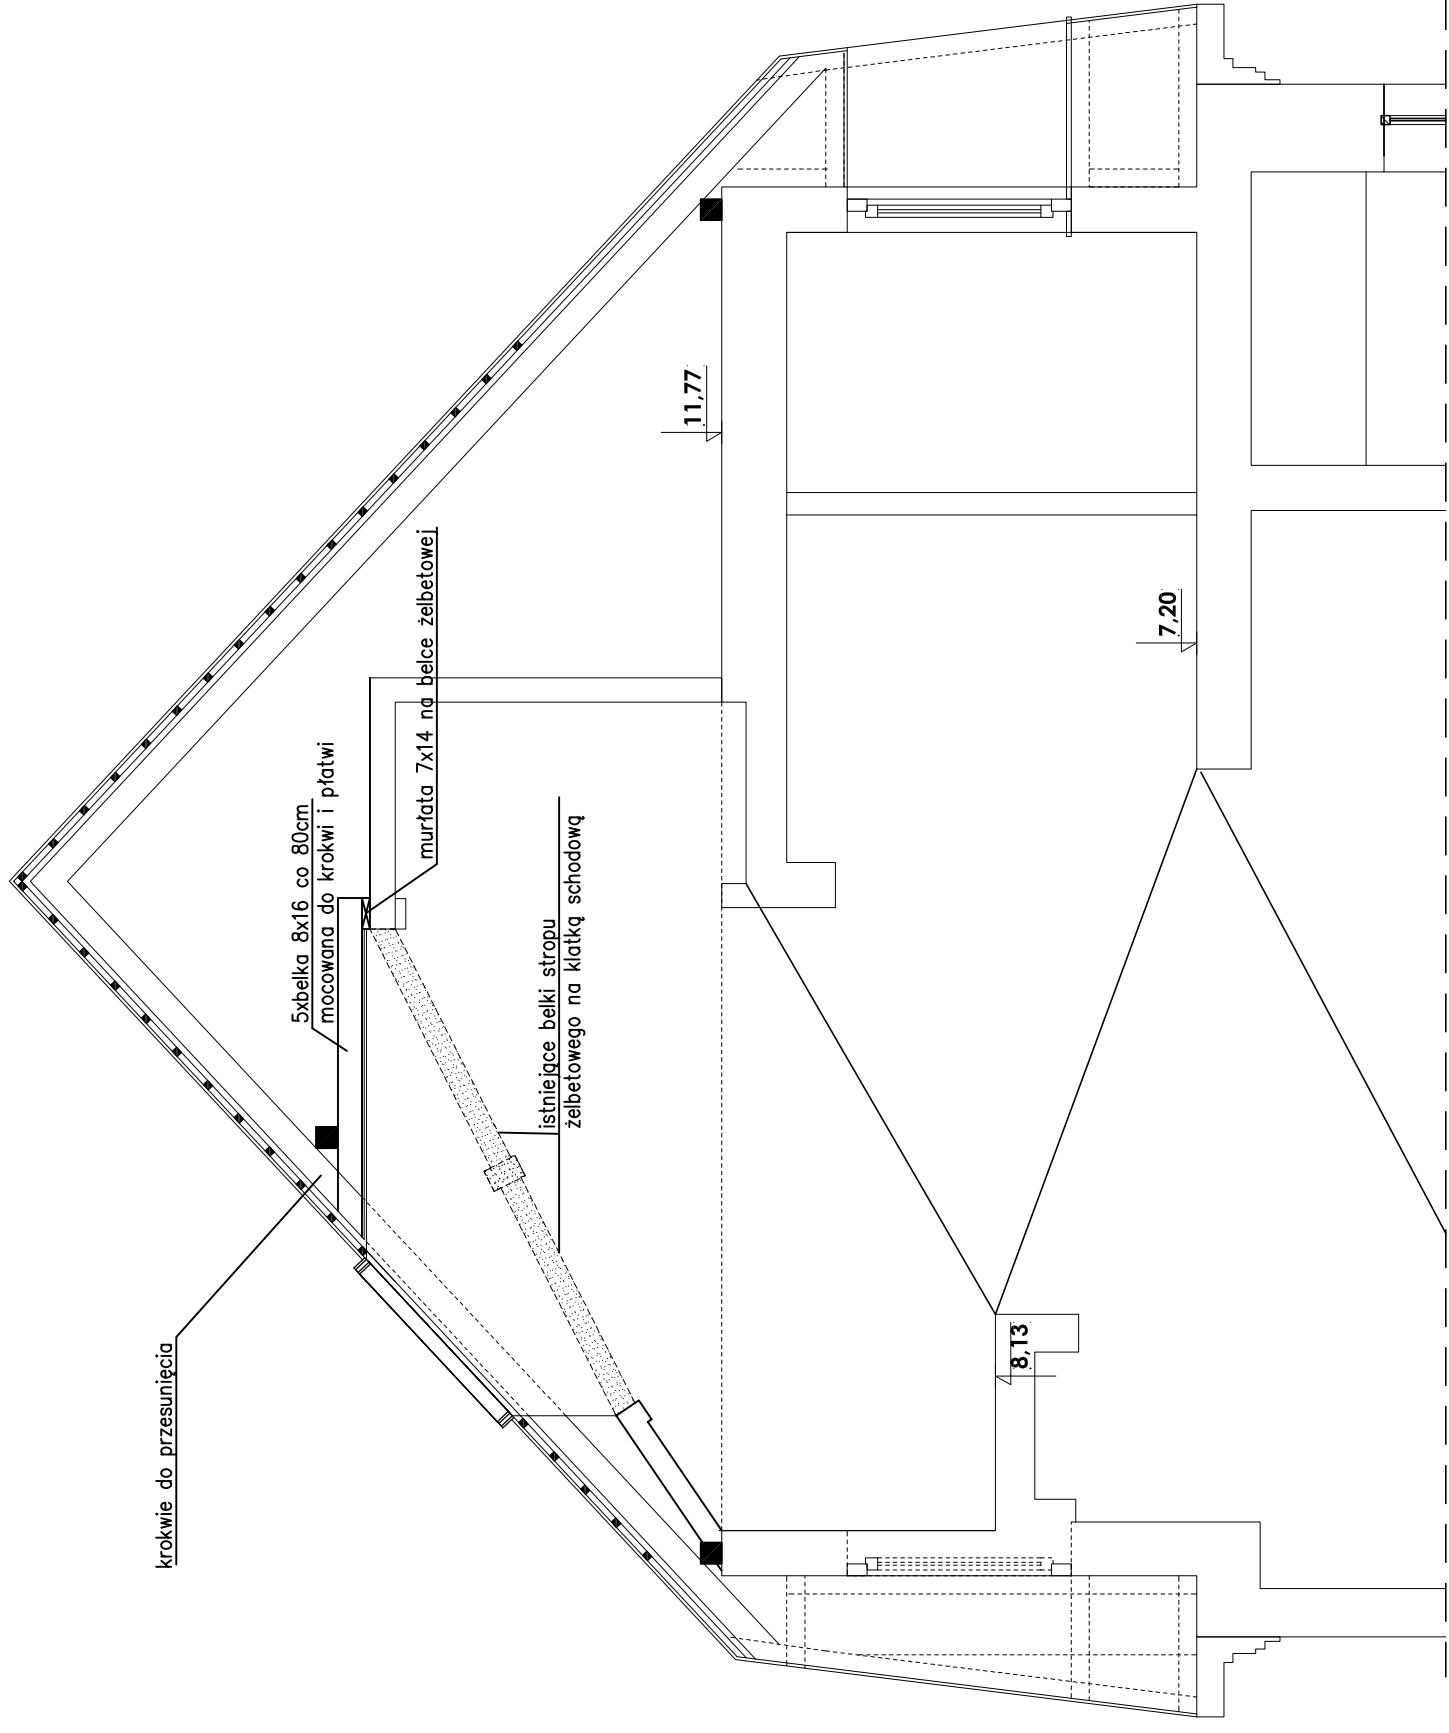 krokwie do przesunięcia
5xbelka 8x16 co 80cm
mocowana do krokwi i płatwi
murłata 7x14 na belce żelbetowej
istniejące belki stropu
żelbetowego na klatką schodową
11,77
7,20
8,13